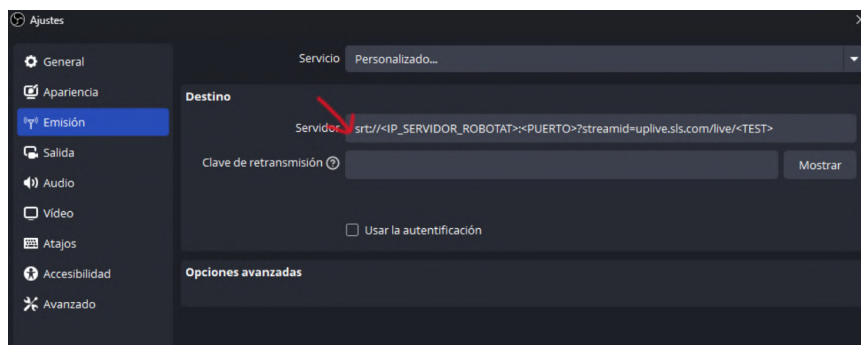 Ajustes
General
Apariencia
Emisión
Salida
Audio
Vídeo
Atajos
Accesibilidad
Avanzado
Servicio Personalizado...
Destino
Servidor srt://<IP_SERVIDOR_ROBOTAT>:<PUERTO>?streamid=uplive.sls.com/live/<TEST>
Clave de retransmisión ? Mostrar
Usar la autentificación
Opciones avanzadas